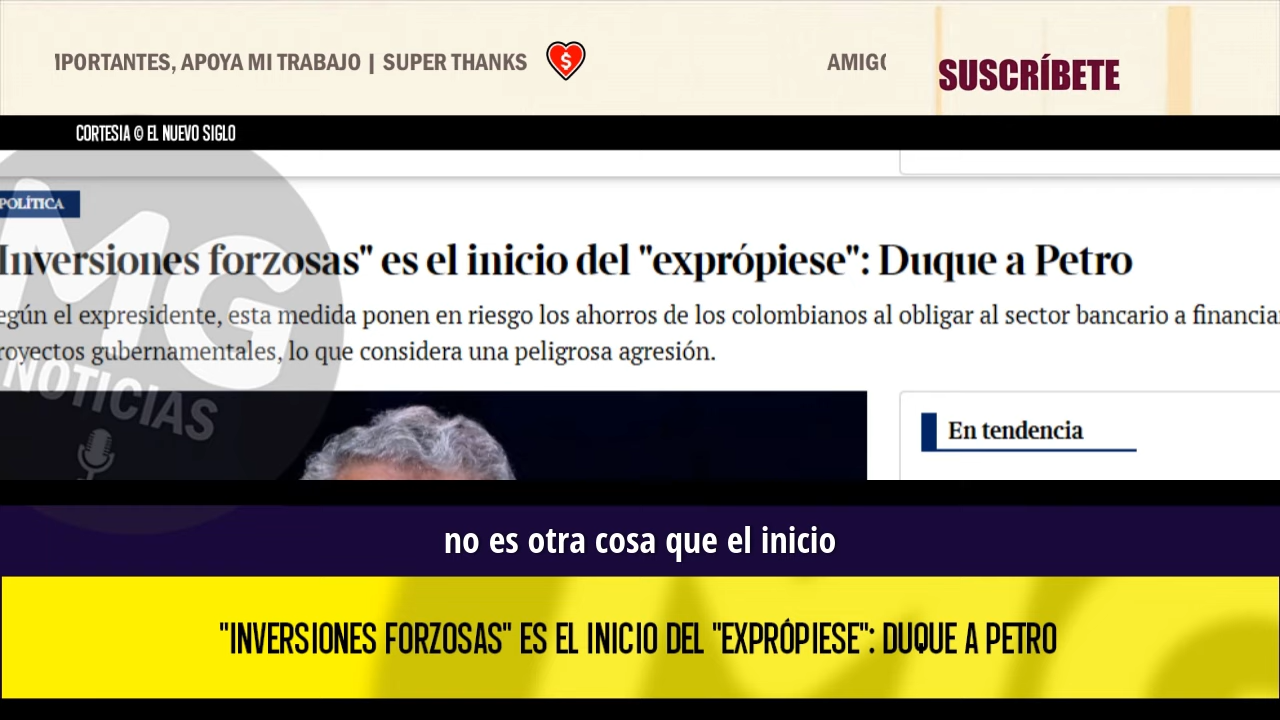 IPORTANTES, APOYA MI TRABAJO | SUPER THANKS
$
AMIG
SUSCRÍBETE
CORTESIA © EL NUEVO SIGLO
POLÍTICA
Inversiones forzosas" es el inicio del "exprópiese": Duque a Petro
egún el expresidente, esta medida ponen en riesgo los ahorros de los colombianos al obligar al sector bancario a financia
royectos gubernamentales, lo que considera una peligrosa agresión.
MG
NOTICIAS
En tendencia
no es otra cosa que el inicio
"INVERSIONES FORZOSAS" ES EL INICIO DEL "EXPRÓPIESE": DUQUE A PETRO